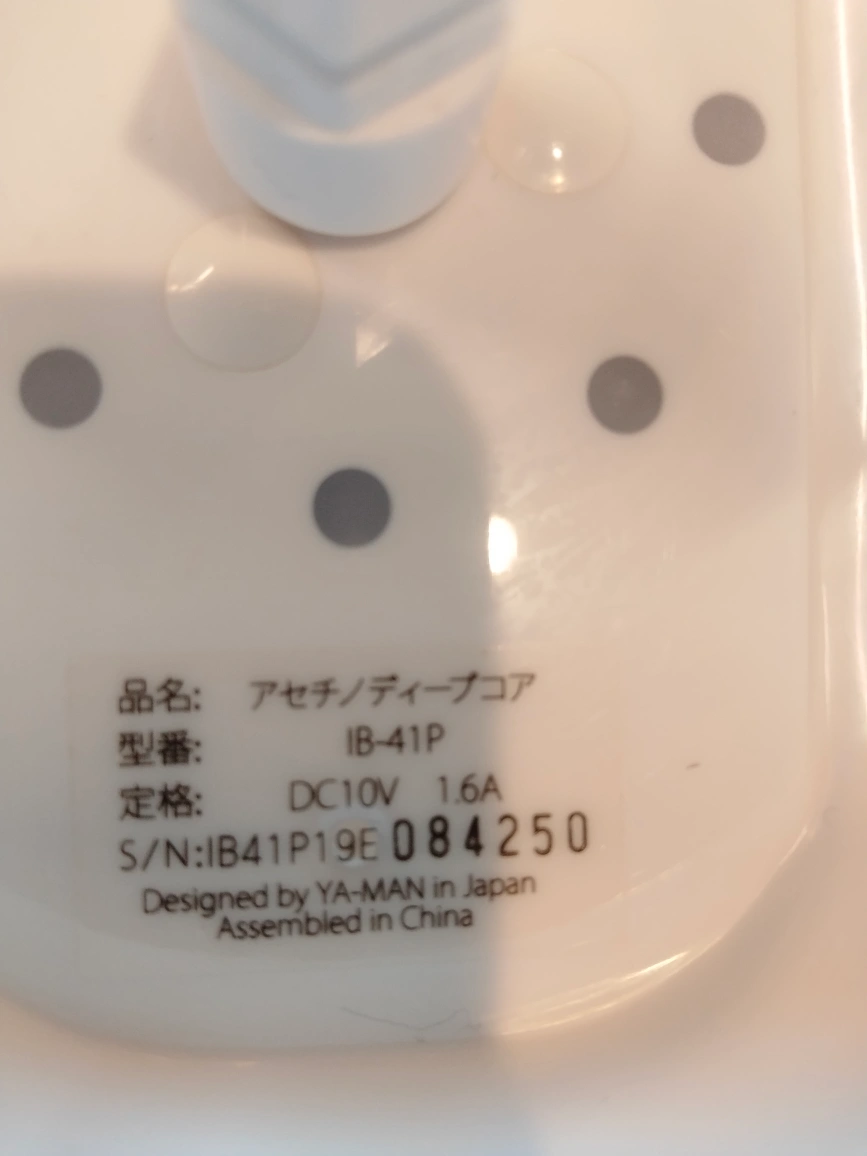 品名: アセチノディープコア
型番: IB-41P
定格: DC10V 1.6A
S/N:IB41P19E084250
Designed by YA-MAN in Japan
Assembled in China